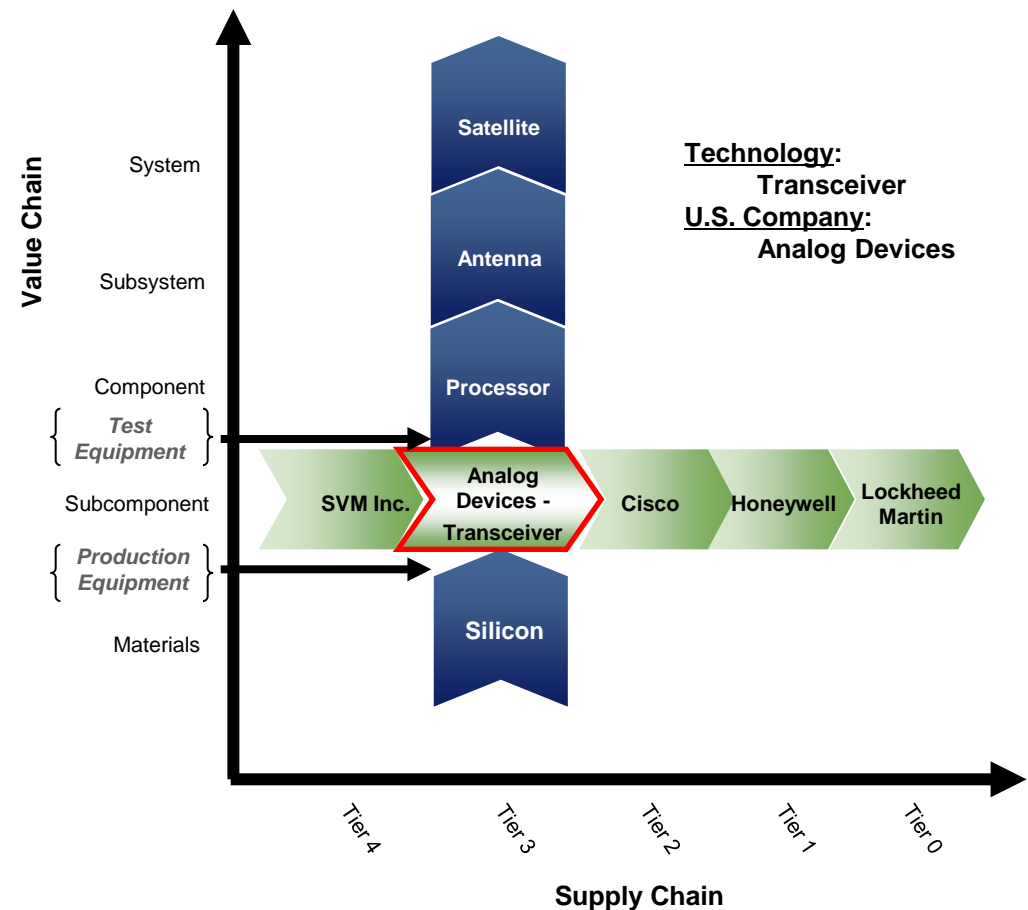 Value Chain
System
Subsystem
Component
Test
Equipment
Subcomponent
Production
Equipment
Materials
Satellite
Antenna
Processor
SVM Inc.
Analog
Devices -
Transceiver
Cisco
Honeywell
Lockheed
Martin
Silicon
Technology:
Transceiver
U.S. Company:
Analog Devices
Tier 4
Tier 3
Tier 2
Tier 1
Tier 0
Supply Chain